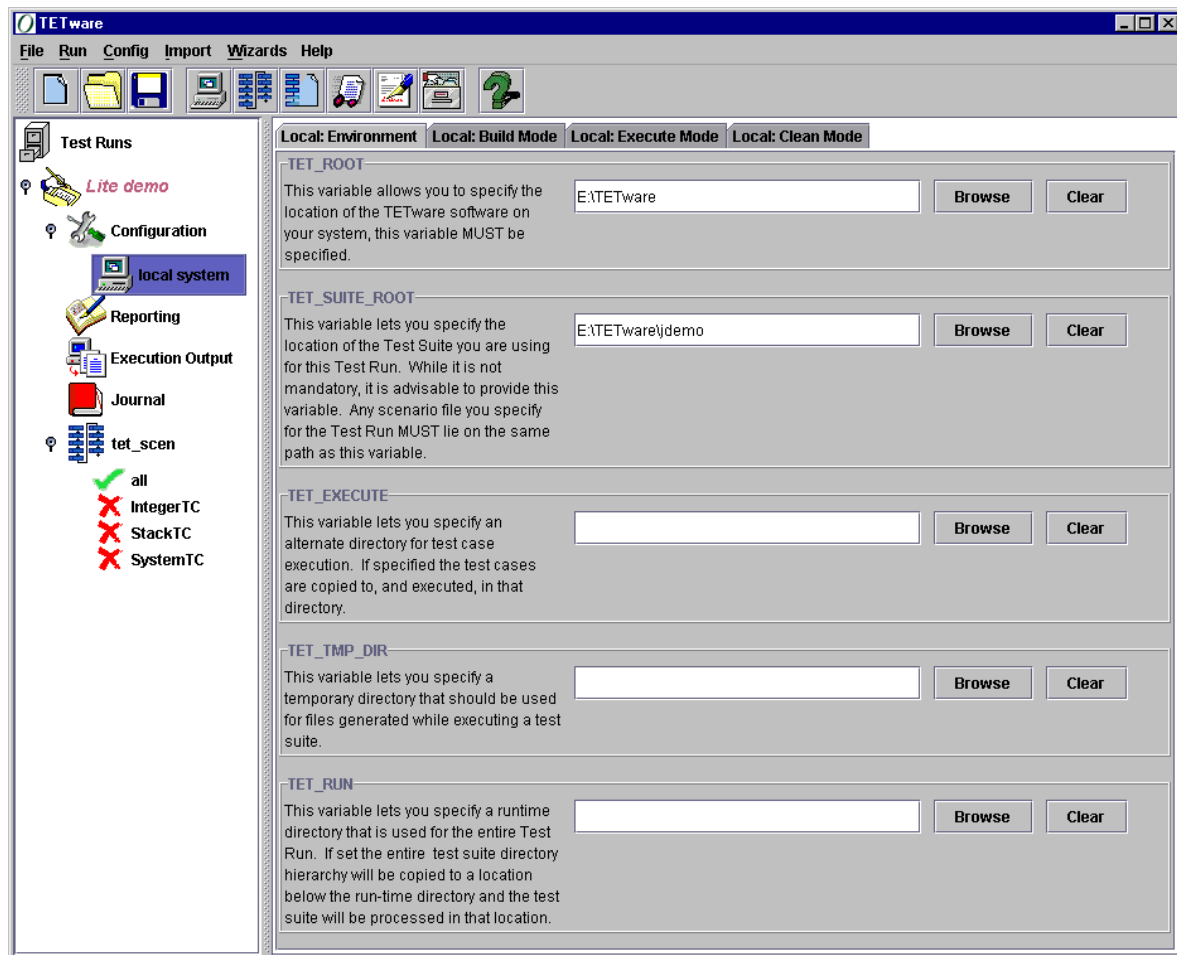 TETware
File Run Config Import Wizards Help
Test Runs
Lite demo
Configuration
local system
Reporting
Execution Output
Journal
tet_scen
all
IntegerTC
StackTC
SystemTC
Local: Environment Local: Build Mode Local: Execute Mode Local: Clean Mode
TET_ROOT
This variable allows you to specify the
location of the TETware software on
your system, this variable MUST be
specified.
E:\TETware Browse Clear
TET_SUITE_ROOT
This variable lets you specify the
location of the Test Suite you are using
for this Test Run. While it is not
mandatory, it is advisable to provide this
variable. Any scenario file you specify
for the Test Run MUST lie on the same
path as this variable.
E:\TETware\jdemo Browse Clear
TET_EXECUTE
This variable lets you specify an
alternate directory for test case
execution. If specified the test cases
are copied to, and executed, in that
directory.
Browse Clear
TET_TMP_DIR
This variable lets you specify a
temporary directory that should be used
for files generated while executing a test
suite.
Browse Clear
TET_RUN
This variable lets you specify a runtime
directory that is used for the entire Test
Run. If set the entire test suite directory
hierarchy will be copied to a location
below the run-time directory and the test
suite will be processed in that location.
Browse Clear